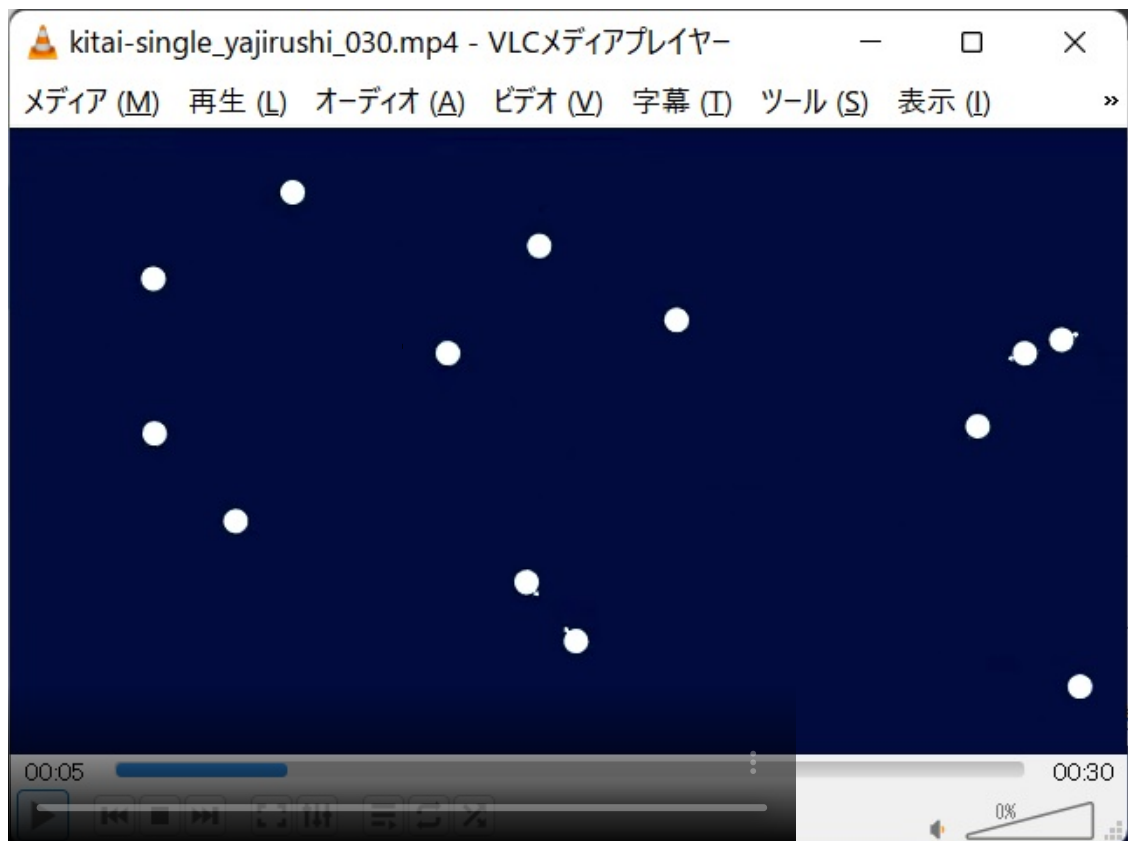 kitai-single_yajirushi_030.mp4 - VLCメディアプレイヤー
メディア (M) 再生 (L) オーディオ (A) ビデオ (V) 字幕 (T) ツール (S) 表示 (I) »
00:05 00:30
0%